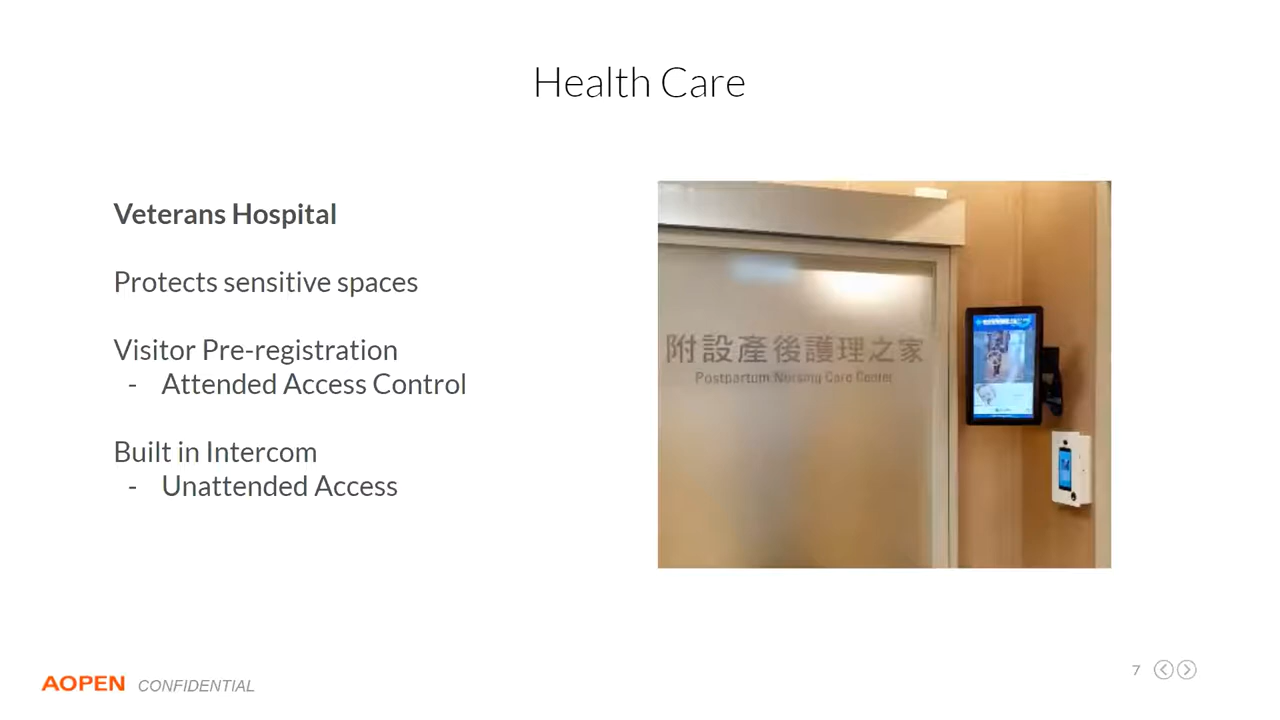 Health Care
Veterans Hospital
Protects sensitive spaces
Visitor Pre-registration
- Attended Access Control
Built in Intercom
- Unattended Access
附設產後護理之家
Postpartum Nursing Care Center
AOPEN CONFIDENTIAL
7